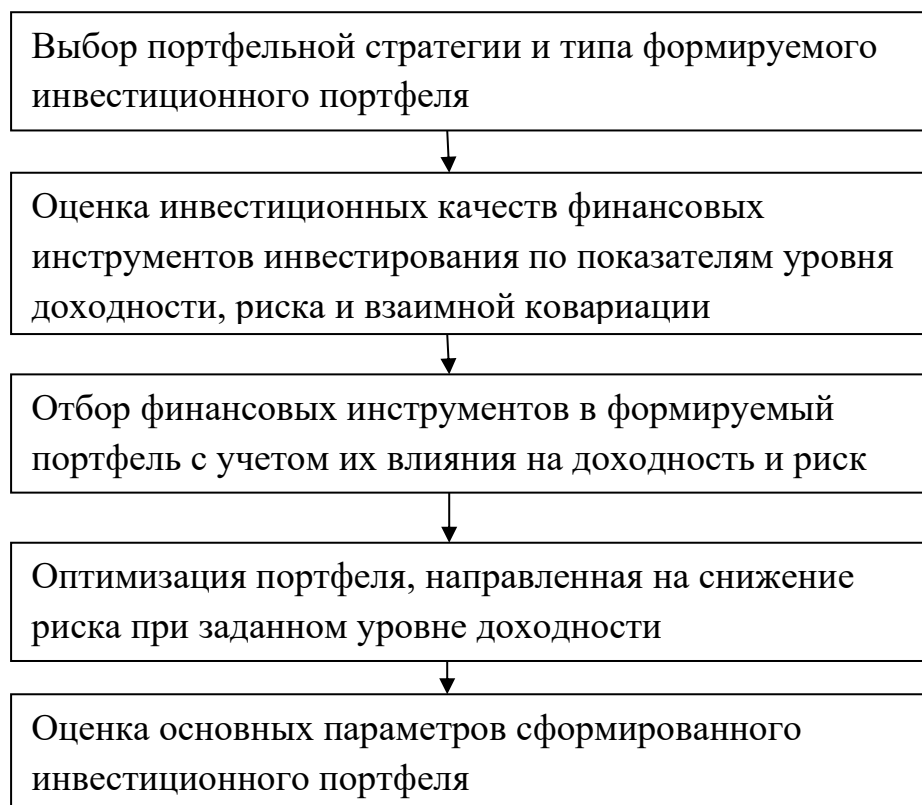 Выбор портфельной стратегии и типа формируемого
инвестиционного портфеля
Оценка инвестиционных качеств финансовых
инструментов инвестирования по показателям уровня
доходности, риска и взаимной ковариации
Отбор финансовых инструментов в формируемый
портфель с учетом их влияния на доходность и риск
Оптимизация портфеля, направленная на снижение
риска при заданном уровне доходности
Оценка основных параметров сформированного
инвестиционного портфеля